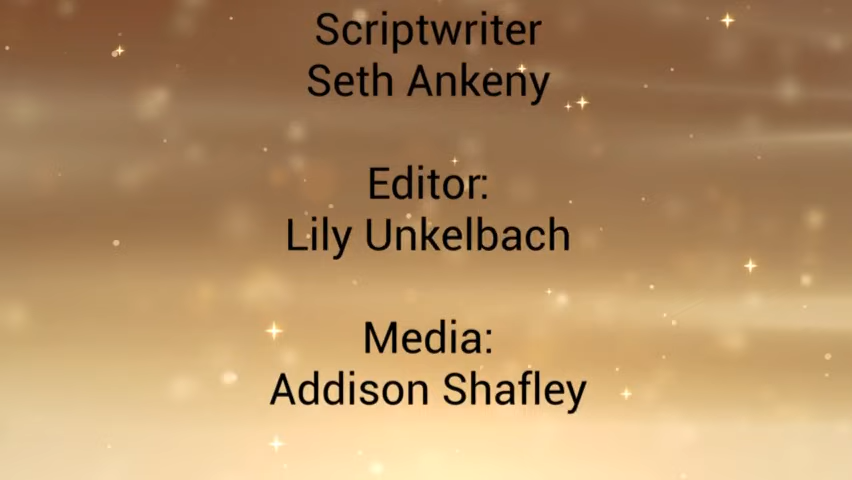 Scriptwriter
Seth Ankeny
Editor:
Lily Unkelbach
Media:
Addison Shafley